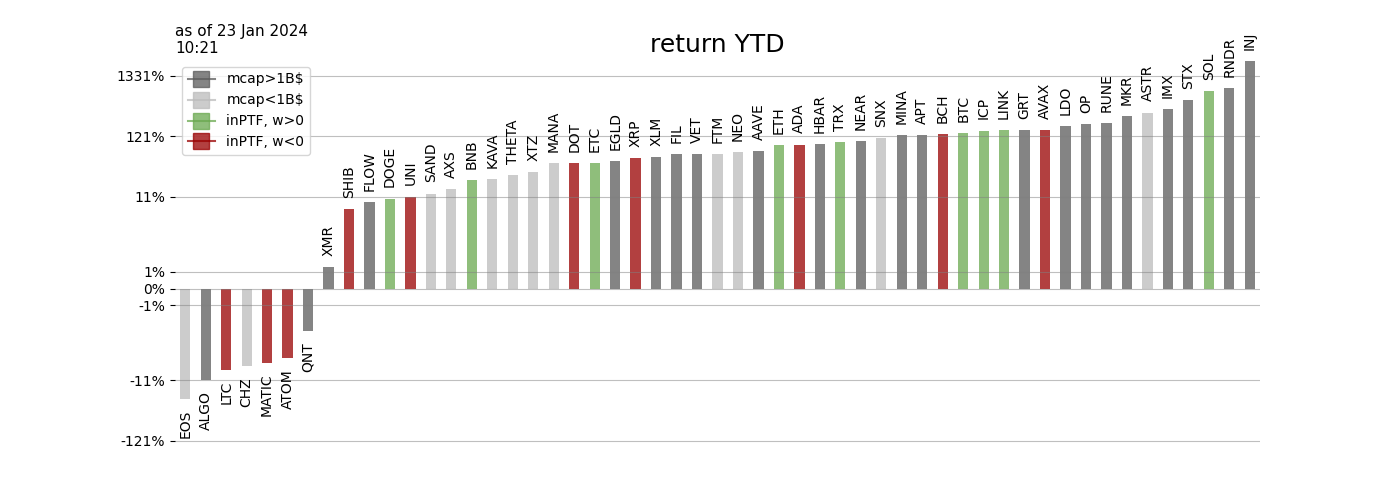 as of 23 Jan 2024
10:21
return YTD
mcap>1B$
mcap<1B$
inPTF, w>0
inPTF, w<0
1331%
121%
11%
1%
0%
-1%
-11%
-121%
EOS
ALGO
LTC
CHZ
MATIC
ATOM
QNT
XMR
SHIB
FLOW
DOGE
UNI
SAND
AXS
BNB
KAVA
THETA
XTZ
MANA
DOT
ETC
EGLD
XRP
XLM
FIL
VET
FTM
NEO
AAVE
ETH
ADA
HBAR
TRX
NEAR
SNX
MINA
APT
BCH
BTC
ICP
LINK
GRT
AVAX
LDO
OP
RUNE
MKR
ASTR
IMX
STX
SOL
RNDR
INJ